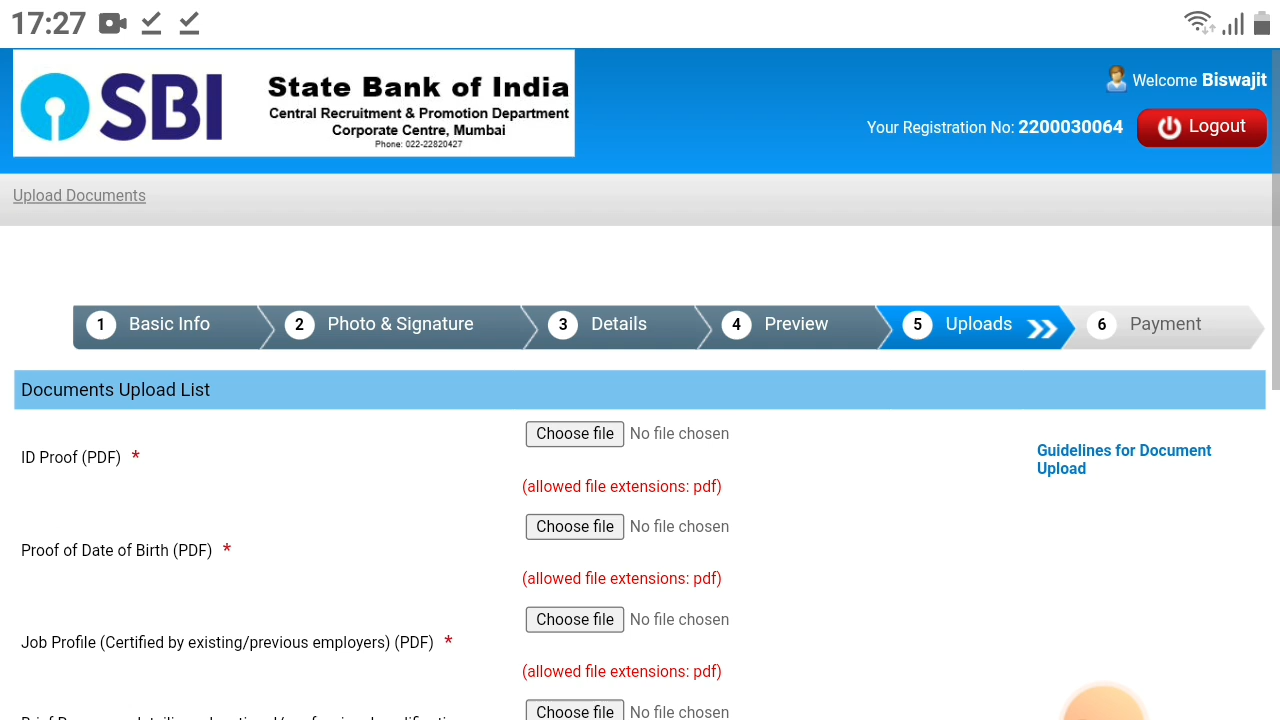 17:27
SBI
State Bank of India
Central Recruitment & Promotion Department
Corporate Centre, Mumbai
Phone: 022-22820427
Welcome Biswajit
Your Registration No: 2200030064
Logout
Upload Documents
1 Basic Info 2 Photo & Signature 3 Details 4 Preview 5 Uploads 6 Payment
Documents Upload List
ID Proof (PDF) *
Choose file No file chosen
(allowed file extensions: pdf)
Guidelines for Document
Upload
Proof of Date of Birth (PDF) *
Choose file No file chosen
(allowed file extensions: pdf)
Job Profile (Certified by existing/previous employers) (PDF) *
Choose file No file chosen
(allowed file extensions: pdf)
Choose file No file chosen